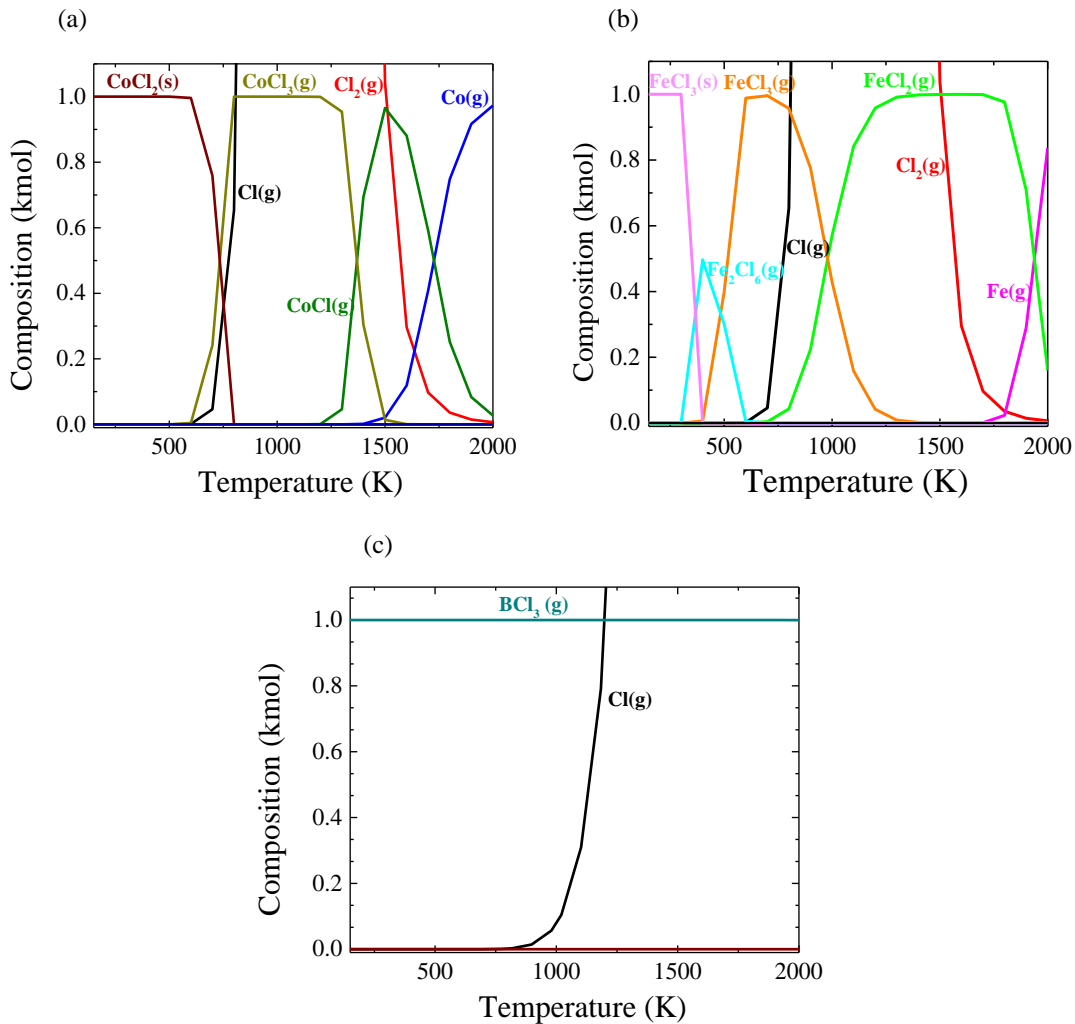 (a)
CoCl₂(s) CoCl₃(g) Cl₂(g) Co(g)
Cl(g)
CoCl(g)
1.0
0.8
0.6
0.4
0.2
0.0
Composition (kmol)
500 1000 1500 2000
Temperature (K)
(b)
FeCl₃(s) FeCl₃(g) FeCl₂(g)
Cl₂(g)
Cl(g)
Fe₂Cl₆(g)
Fe(g)
1.0
0.8
0.6
0.4
0.2
0.0
Composition (kmol)
500 1000 1500 2000
Temperature (K)
(c)
BCl₃ (g)
Cl(g)
1.0
0.8
0.6
0.4
0.2
0.0
Composition (kmol)
500 1000 1500 2000
Temperature (K)